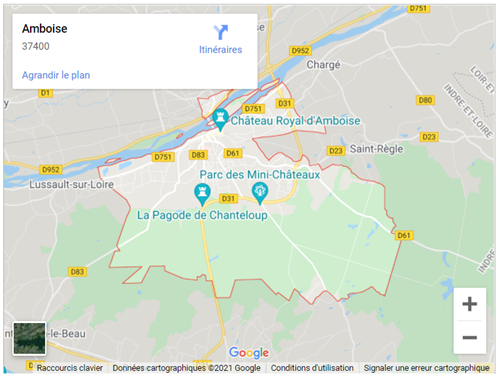 Amboise
37400
Itinéraires
Agrandir le plan
D952
Chargé
LOIR-ET
INDRE-ET-LOIRE
D1
D751
D31
D80
Château Royal d'Amboise
D23
D23
Saint-Règle
D952
D751
D83
D61
Parc des Mini-Châteaux
Lussault-sur-Loire
D31
La Pagode de Chanteloup
D61
D83
INDRE
le-Beau
Google
Raccourcis clavier
Données cartographiques ©2021 Google
Conditions d'utilisation
Signaler une erreur cartographique